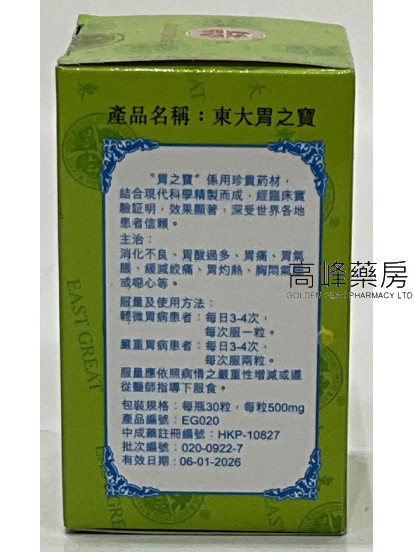 產品名稱：東大胃之寶
“胃之寶”係用珍貴药材，
結合現代科學精製而成，經臨床實
驗証明，效果顯著，深受世界各地
患者信賴。
主治：
消化不良、胃酸過多、胃痛、胃氣
脹、緩減絞痛、胃灼熱、胸悶氣
或噁心等。
服量及使用方法：
輕微胃病患者：每日3-4次，
每次服一粒。
嚴重胃病患者：每日3-4次，
每次服兩粒。
服量應依照病情之嚴重性增減或遵
從醫師指導下服食。
包裝規格：每瓶30粒，每粒500mg
產品編號：EG020
中成藥註冊編號：HKP-10827
批次編號：020-0922-7
有效日期：06-01-2026
高峰藥房
GOLDEN PEAK PHARMACY LTD
EAST GREAT
EAST GREAT
東
大